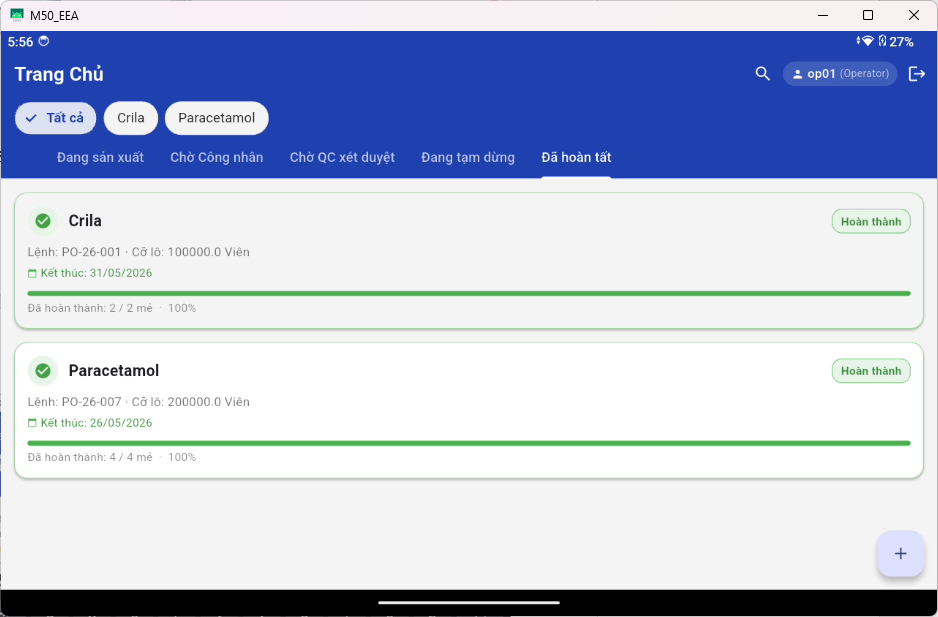 M50_EEA
5:56 27%
Trang Chủ op01 (Operator)
Tất cả Crila Paracetamol
Đang sản xuất Chờ Công nhân Chờ QC xét duyệt Đang tạm dừng Đã hoàn tất
Crila Hoàn thành
Lệnh: PO-26-001 · Cỡ lô: 100000.0 Viên
Kết thúc: 31/05/2026
Đã hoàn thành: 2 / 2 mẻ · 100%
Paracetamol Hoàn thành
Lệnh: PO-26-007 · Cỡ lô: 200000.0 Viên
Kết thúc: 26/05/2026
Đã hoàn thành: 4 / 4 mẻ · 100%
+